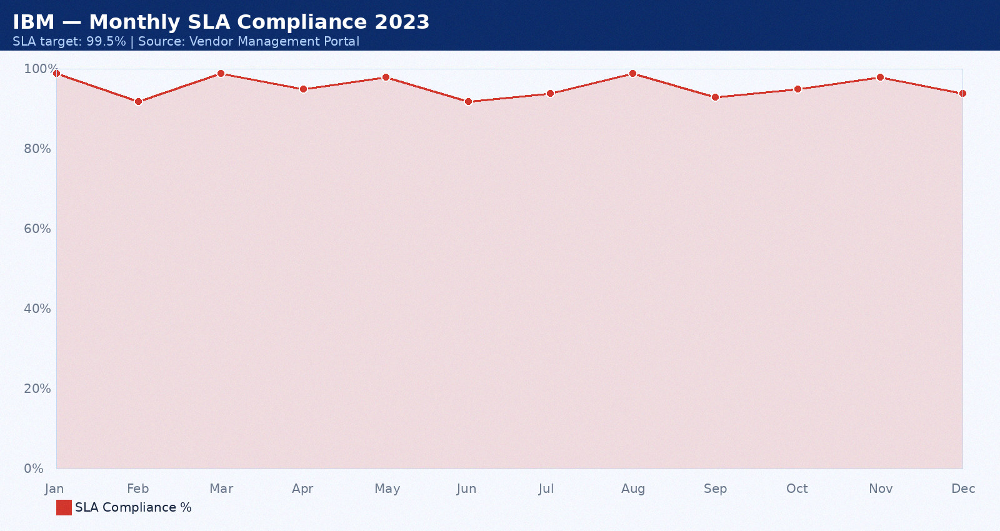 IBM — Monthly SLA Compliance 2023
SLA target: 99.5% | Source: Vendor Management Portal
100%
80%
60%
40%
20%
0%
Jan Feb Mar Apr May Jun Jul Aug Sep Oct Nov Dec
SLA Compliance %